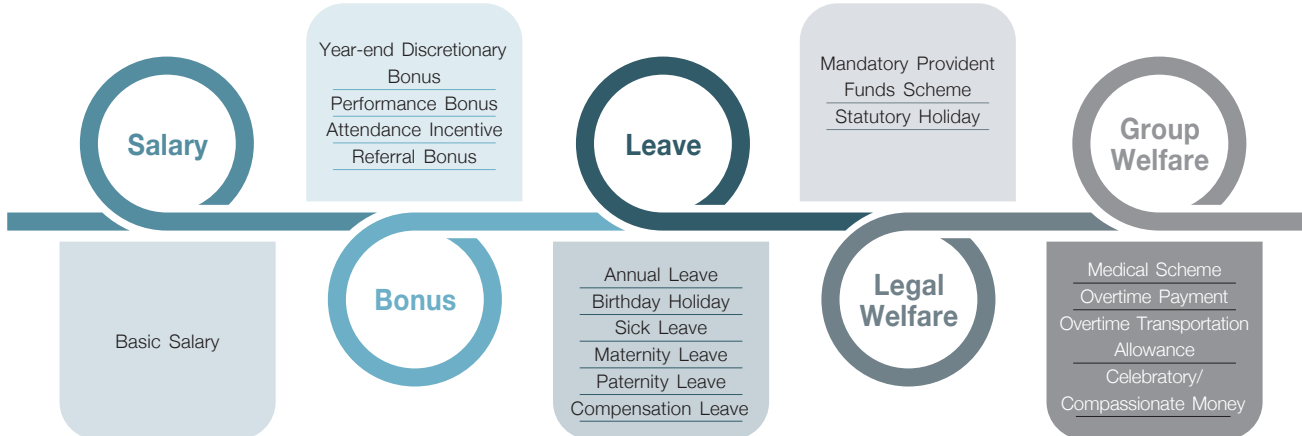 Salary
Basic Salary
Year-end Discretionary
Bonus
Performance Bonus
Attendance Incentive
Referral Bonus
Bonus
Leave
Annual Leave
Birthday Holiday
Sick Leave
Maternity Leave
Paternity Leave
Compensation Leave
Mandatory Provident
Funds Scheme
Statutory Holiday
Legal
Welfare
Group
Welfare
Medical Scheme
Overtime Payment
Overtime Transportation
Allowance
Celebratory/
Compassionate Money